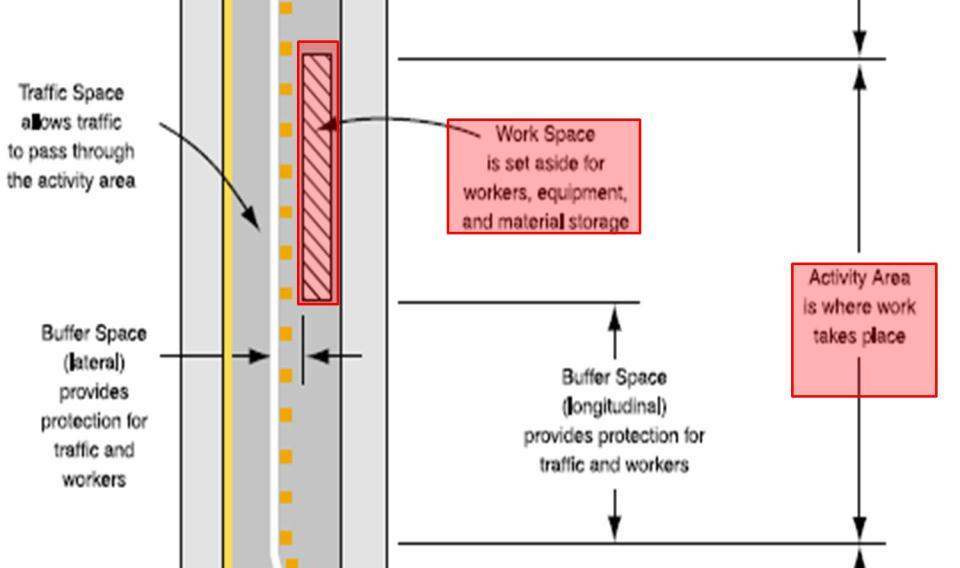 Traffic Space
allows traffic
to pass through
the activity area
Work Space
is set aside for
workers, equipment,
and material storage
Activity Area
is where work
takes place
Buffer Space
(lateral)
provides
protection for
traffic and
workers
Buffer Space
(longitudinal)
provides protection for
traffic and workers